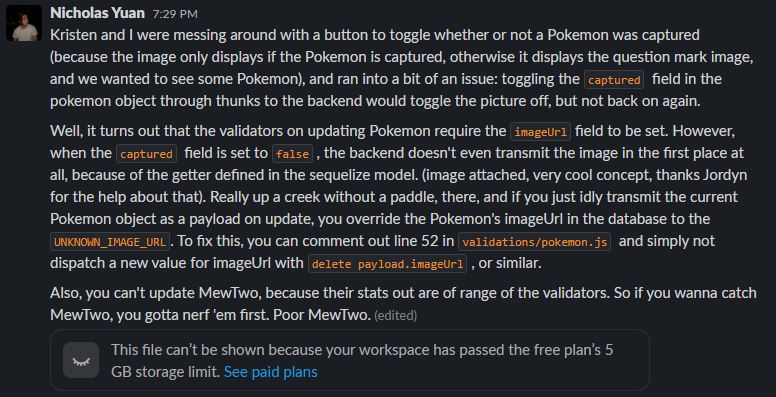 Nicholas Yuan 7:29 PM
Kristen and I were messing around with a button to toggle whether or not a Pokemon was captured
(because the image only displays if the Pokemon is captured, otherwise it displays the question mark image,
and we wanted to see some Pokemon), and ran into a bit of an issue: toggling the captured field in the
pokemon object through thunks to the backend would toggle the picture off, but not back on again.
Well, it turns out that the validators on updating Pokemon require the imageUrl field to be set. However,
when the captured field is set to false , the backend doesn't even transmit the image in the first place at
all, because of the getter defined in the sequelize model. (image attached, very cool concept, thanks Jordyn
for the help about that). Really up a creek without a paddle, there, and if you just idly transmit the current
Pokemon object as a payload on update, you override the Pokemon's imageUrl in the database to the
UNKNOWN_IMAGE_URL. To fix this, you can comment out line 52 in validations/pokemon.js and simply not
dispatch a new value for imageUrl with delete payload.imageUrl , or similar.
Also, you can't update MewTwo, because their stats out are of range of the validators. So if you wanna catch
MewTwo, you gotta nerf 'em first. Poor MewTwo. (edited)
This file can't be shown because your workspace has passed the free plan's 5
GB storage limit. See paid plans